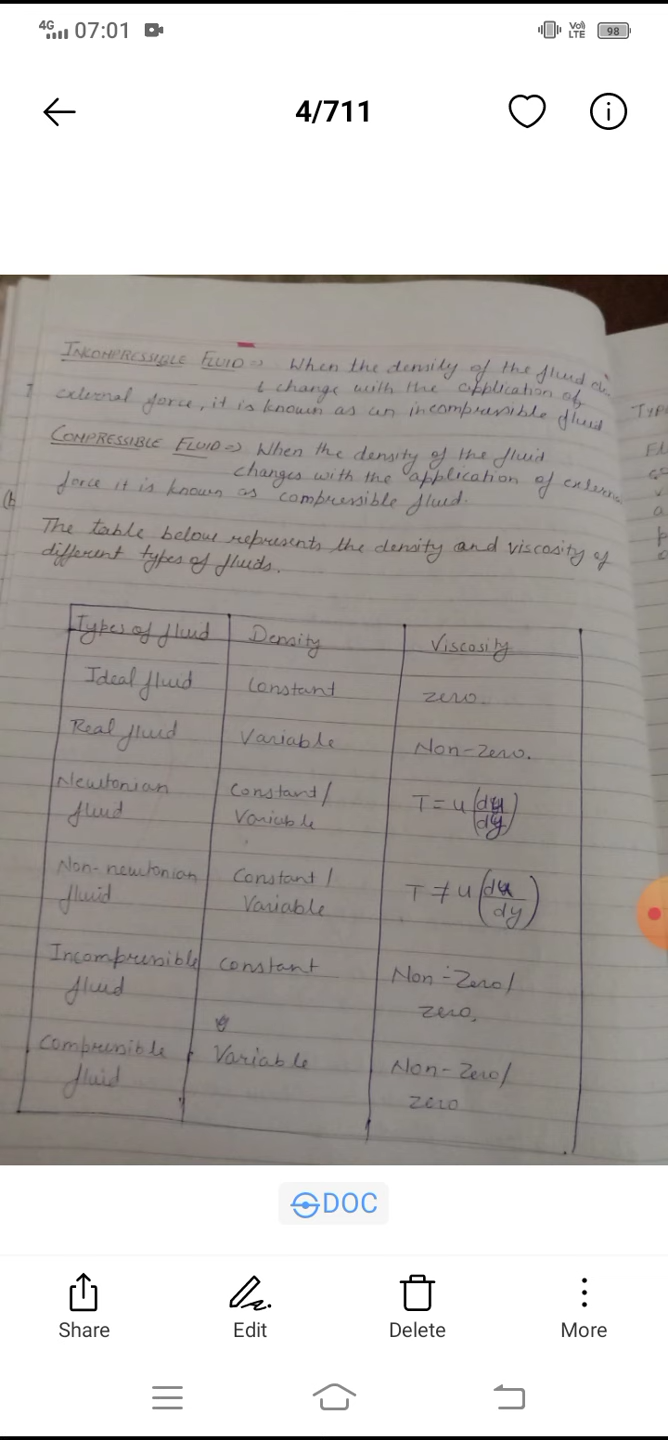 4G 07:01 Vo) LTE 98
4/711
INCOMPRESSIBLE FLUID => When the density of the fluid
t change with the application of
external force, it is known as an incompressible fluid
COMPRESSIBLE FLUID => When the density of the fluid
changes with the application of
force it is known as compressible fluid.
The table below represents the density and viscosity of
different types of fluids.
Types of fluid Density Viscosity
Ideal fluid Constant zero.
Real fluid Variable Non-zero.
Newtonian fluid Constant/ Variable T = u (du/dy)
Non-newtonian fluid Constant / Variable T ≠ u (du/dy)
Incompressible fluid constant Non-Zero/ zero.
Compressible fluid Variable Non-Zero/ zero
TYP
DOC
Share Edit Delete More